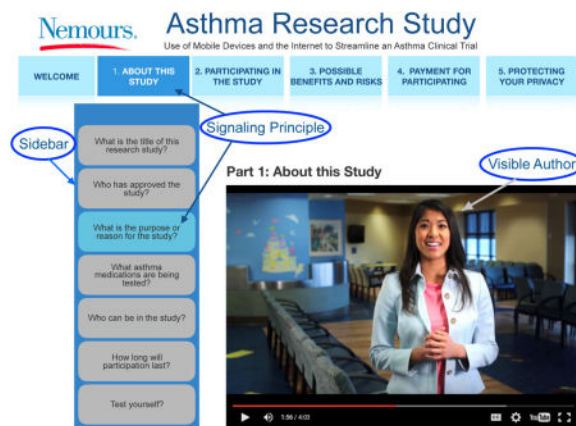 Nemours.
Asthma Research Study
Use of Mobile Devices and the Internet to Streamline an Asthma Clinical Trial
WELCOME
1. ABOUT THIS
STUDY
2. PARTICIPATING IN
THE STUDY
3. POSSIBLE
BENEFITS AND RISKS
4. PAYMENT FOR
PARTICIPATING
5. PROTECTING
YOUR PRIVACY
Sidebar
Signaling Principle
Visible Author
What is the title of this
research study?
Who has approved the
study?
What is the purpose or
reason for the study?
What asthma
medications are being
tested?
Who can be in the study?
How long will
participation last?
Test yourself?
Part 1: About this Study
1:56 / 4:03
YouTube